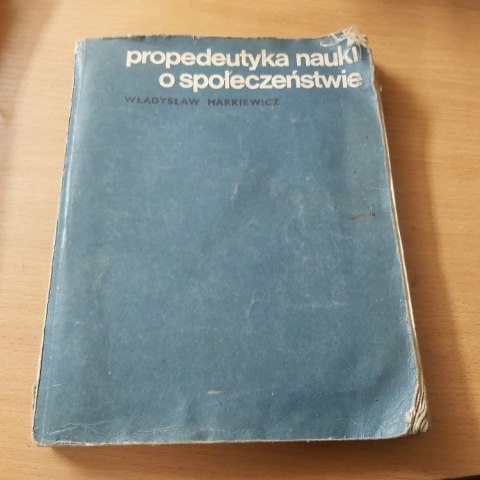 propedeutyka nauki
o społeczeństwie
WŁADYSŁAW MARKIEWICZ